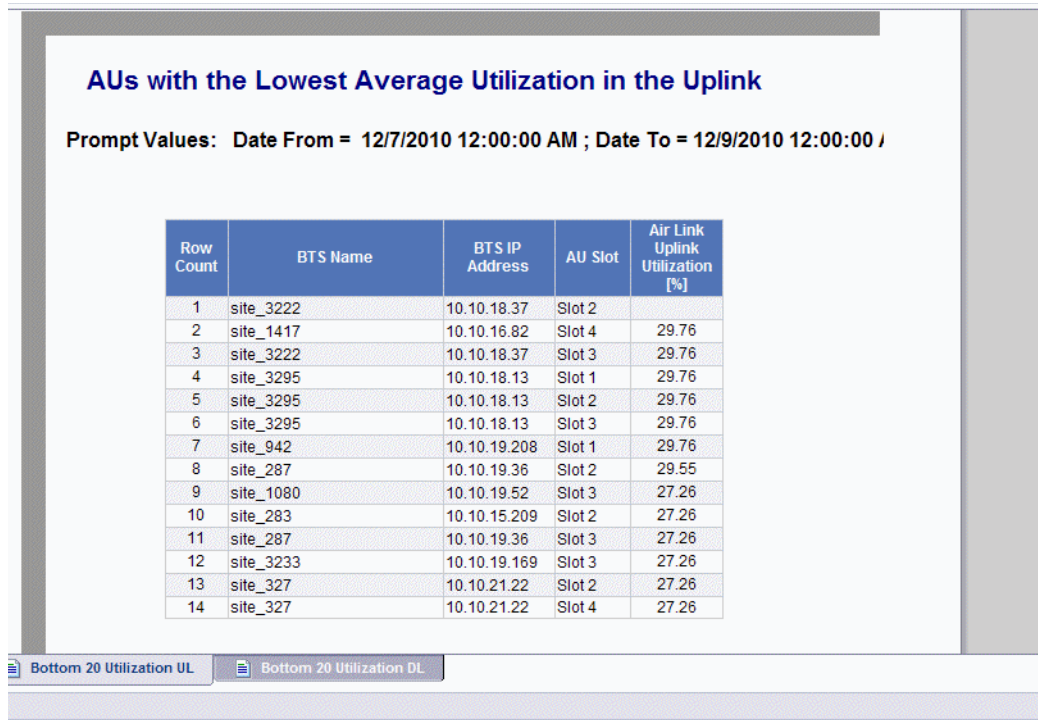 AUs with the Lowest Average Utilization in the Uplink
Prompt Values: Date From = 12/7/2010 12:00:00 AM ; Date To = 12/9/2010 12:00:00
Row Count BTS Name BTS IP Address AU Slot Air Link Uplink Utilization [%]
1 site_3222 10.10.18.37 Slot 2
2 site_1417 10.10.16.82 Slot 4 29.76
3 site_3222 10.10.18.37 Slot 3 29.76
4 site_3295 10.10.18.13 Slot 1 29.76
5 site_3295 10.10.18.13 Slot 2 29.76
6 site_3295 10.10.18.13 Slot 3 29.76
7 site_942 10.10.19.208 Slot 1 29.76
8 site_287 10.10.19.36 Slot 2 29.55
9 site_1080 10.10.19.52 Slot 3 27.26
10 site_283 10.10.15.209 Slot 2 27.26
11 site_287 10.10.19.36 Slot 3 27.26
12 site_3233 10.10.19.169 Slot 3 27.26
13 site_327 10.10.21.22 Slot 2 27.26
14 site_327 10.10.21.22 Slot 4 27.26
Bottom 20 Utilization UL Bottom 20 Utilization DL